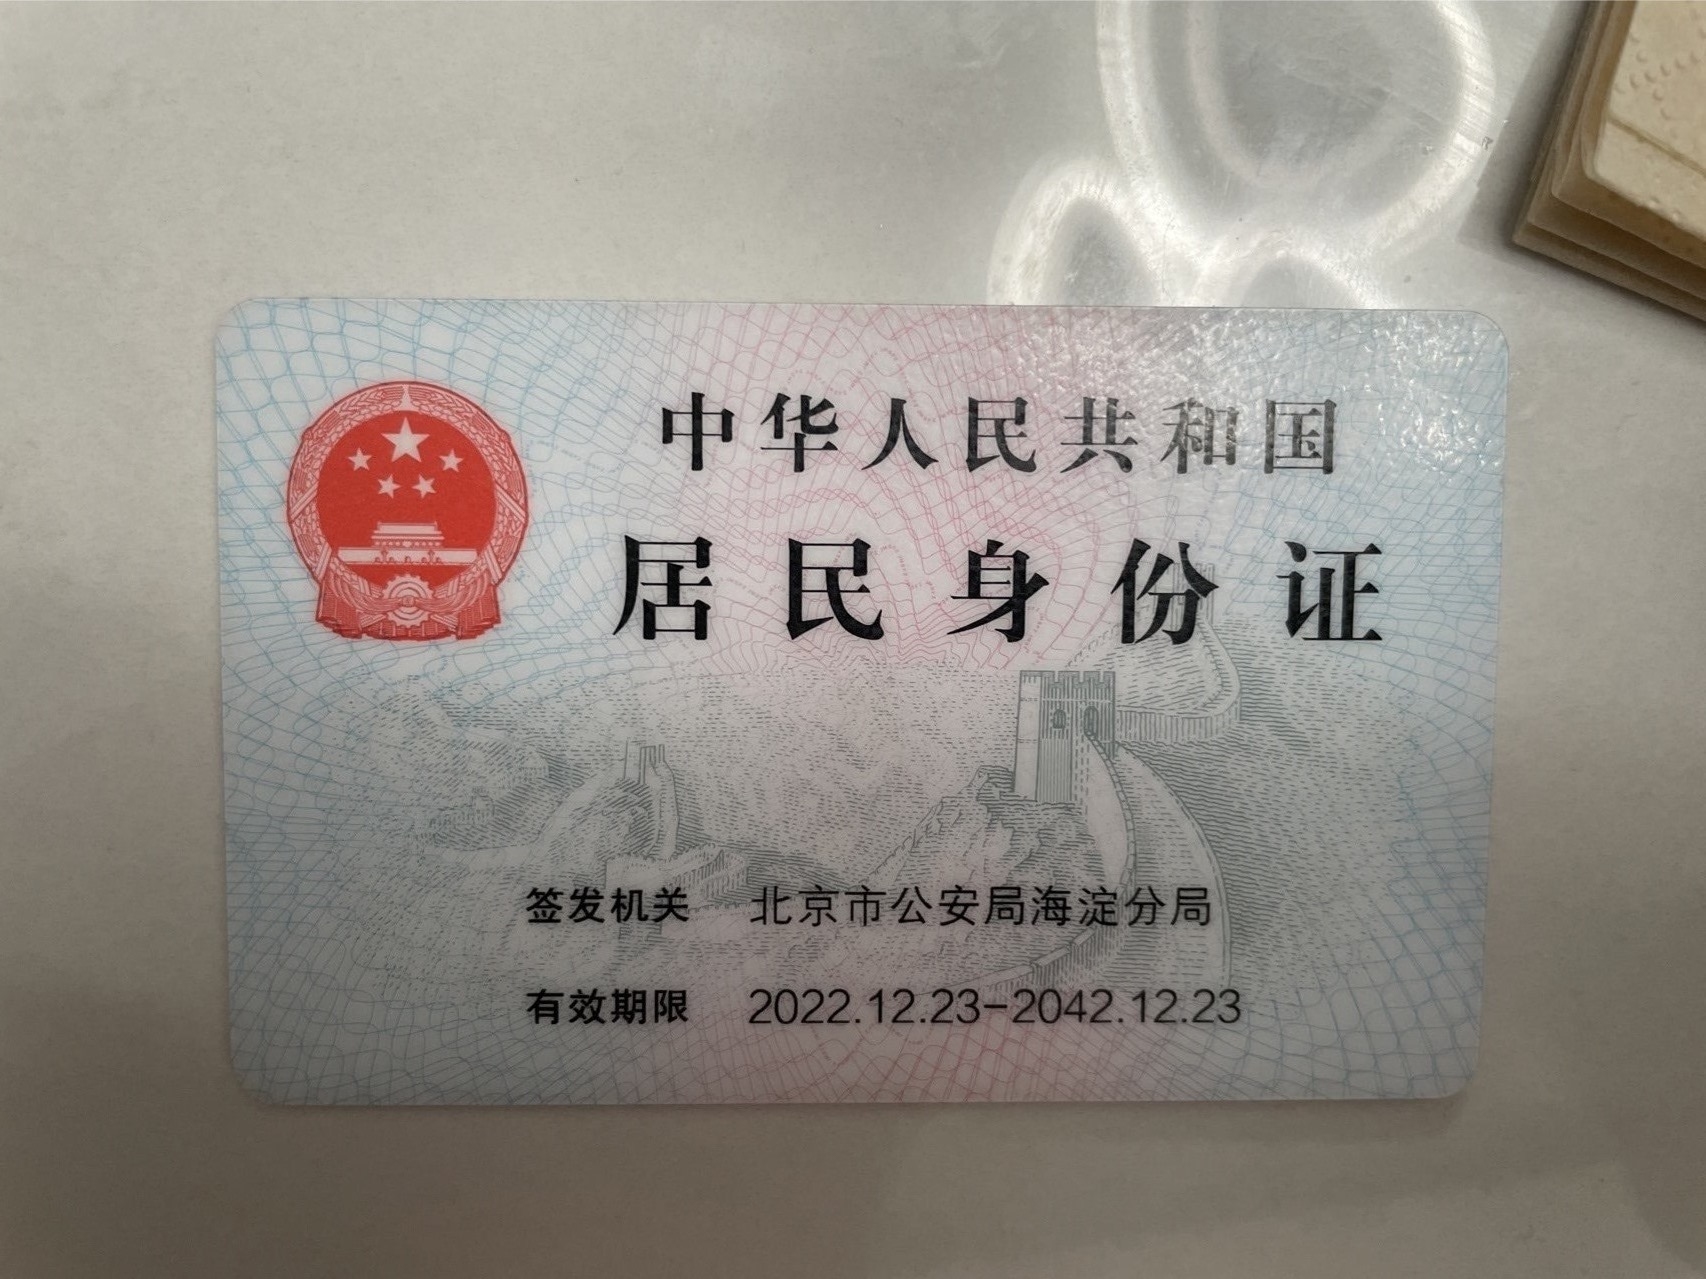 中华人民共和国
居民身份证
签发机关 北京市公安局海淀分局
有效期限 2022.12.23-2042.12.23